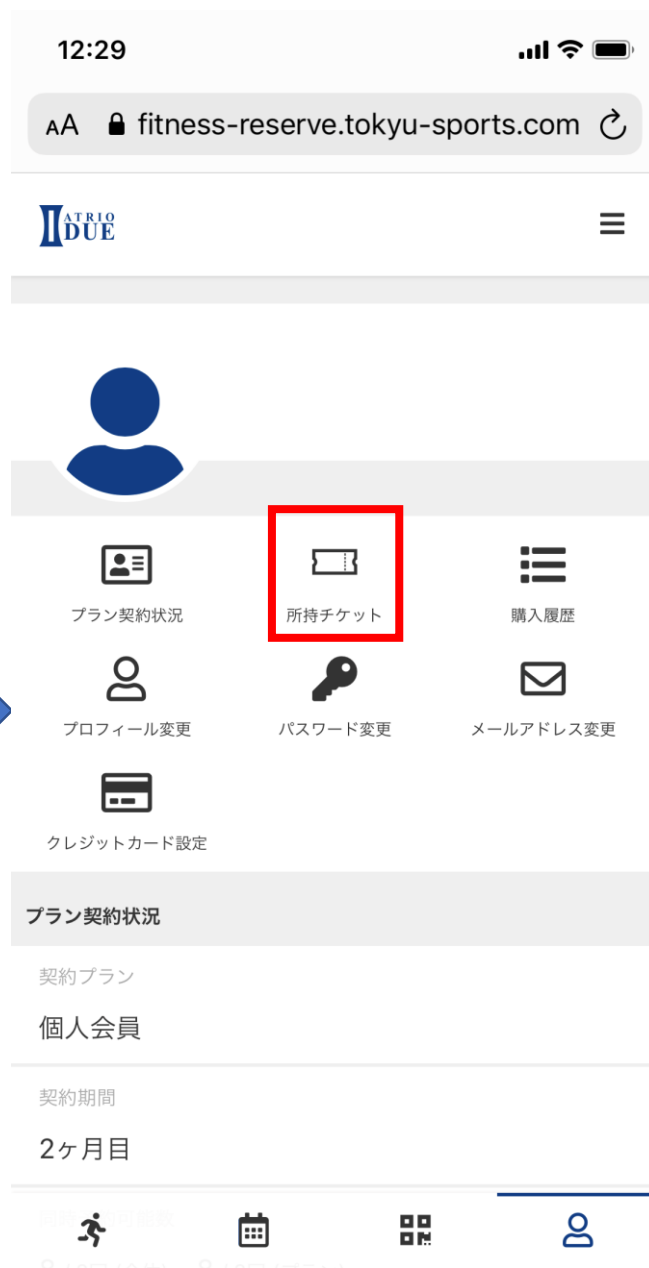 12:29
AA fitness-reserve.tokyu-sports.com
ATRIO
DUE
プラン契約状況
所持チケット
購入履歴
プロフィール変更
パスワード変更
メールアドレス変更
クレジットカード設定
プラン契約状況
契約プラン
個人会員
契約期間
2ヶ月目